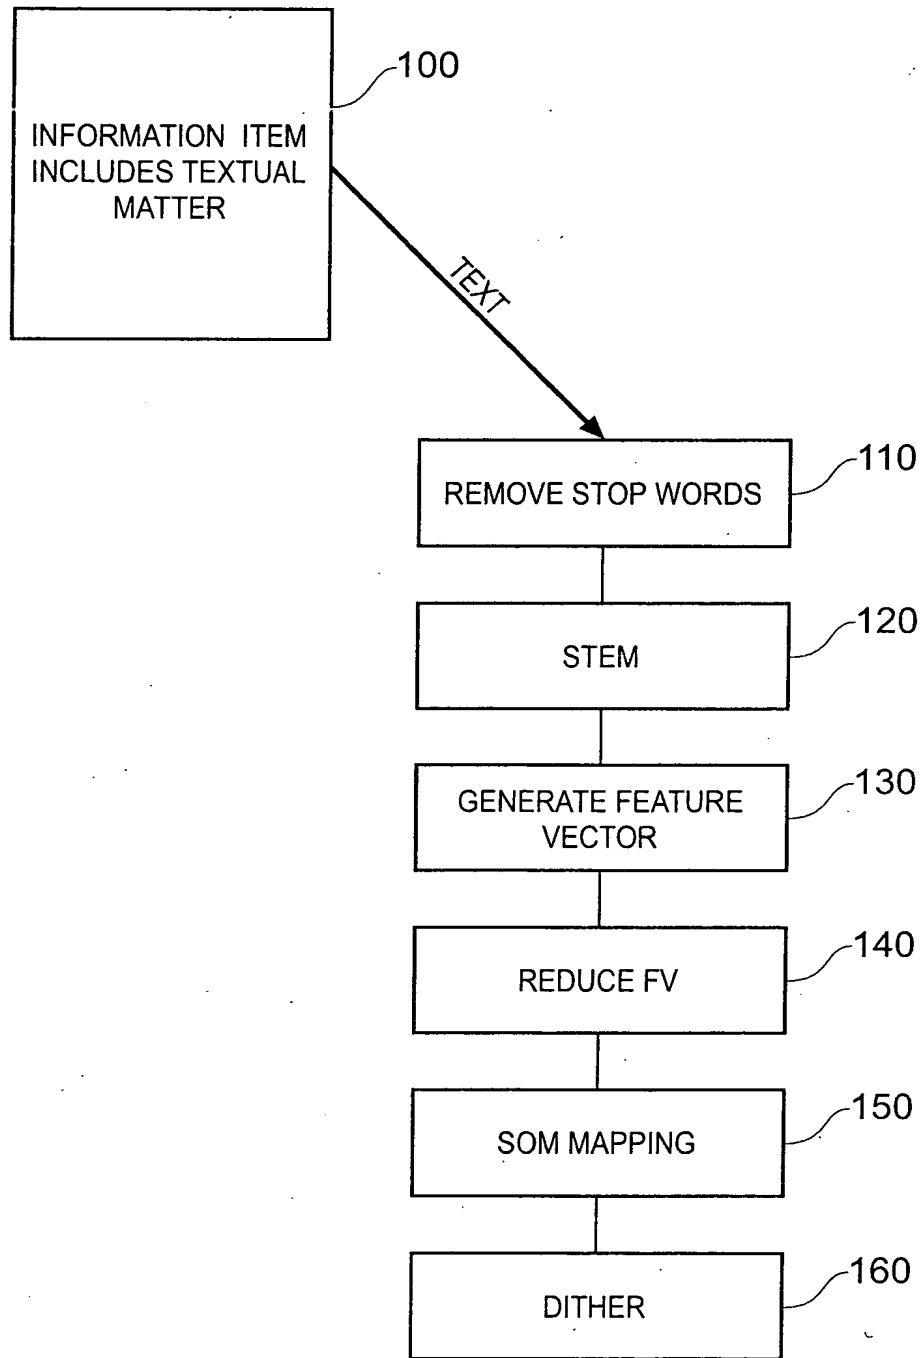 100
INFORMATION ITEM
INCLUDES TEXTUAL
MATTER
TEXT
110
REMOVE STOP WORDS
120
STEM
130
GENERATE FEATURE
VECTOR
140
REDUCE FV
150
SOM MAPPING
160
DITHER